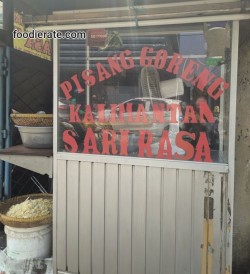 foodierate.com
PISANG GORENG
KALIMANTAN
SARI RASA